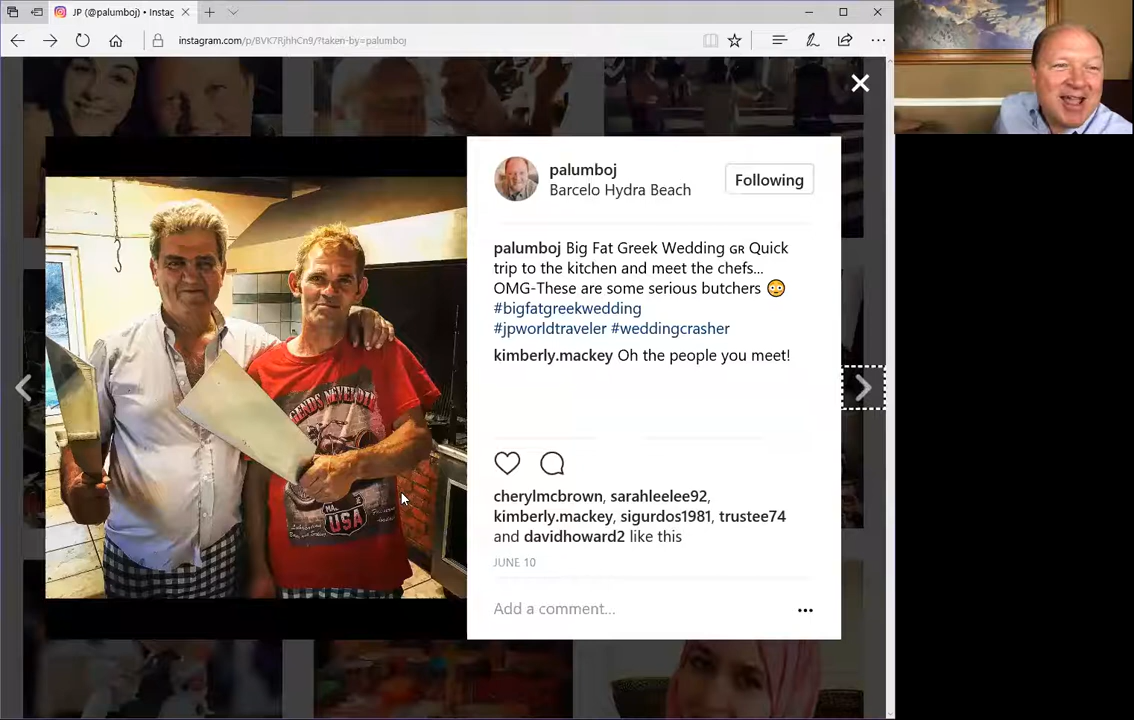 JP (@palumboj) • Instag
instagram.com/p/BVK7RjhhCn9/?taken-by=palumboj
palumboj
Barcelo Hydra Beach
Following
palumboj Big Fat Greek Wedding GR Quick
trip to the kitchen and meet the chefs...
OMG-These are some serious butchers 😳
#bigfatgreekwedding
#jpworldtraveler #weddingcrasher
kimberly.mackey Oh the people you meet!
cherylmcbrown, sarahleelee92,
kimberly.mackey, sigurdos1981, trustee74
and davidhoward2 like this
JUNE 10
Add a comment...
GENDS NEVER DIE
USA